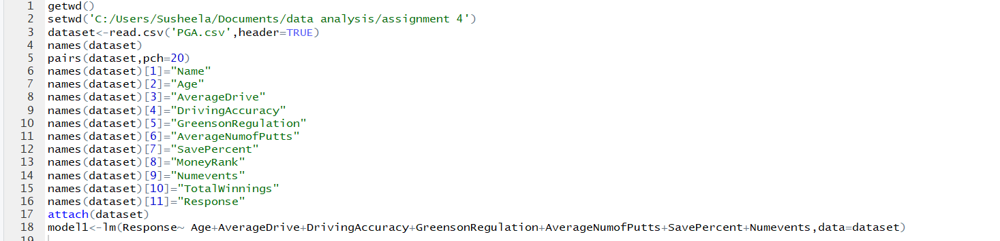 1 getwd()
2 setwd('C:/Users/Susheela/Documents/data analysis/assignment 4')
3 dataset<-read.csv('PGA.csv',header=TRUE)
4 names(dataset)
5 pairs(dataset,pch=20)
6 names(dataset)[1]="Name"
7 names(dataset)[2]="Age"
8 names(dataset)[3]="AverageDrive"
9 names(dataset)[4]="DrivingAccuracy"
10 names(dataset)[5]="GreensonRegulation"
11 names(dataset)[6]="AverageNumofPutts"
12 names(dataset)[7]="SavePercent"
13 names(dataset)[8]="MoneyRank"
14 names(dataset)[9]="Numevents"
15 names(dataset)[10]="TotalWinnings"
16 names(dataset)[11]="Response"
17 attach(dataset)
18 model1<-lm(Response~ Age+AverageDrive+DrivingAccuracy+GreensonRegulation+AverageNumofPutts+SavePercent+Numevents,data=dataset)
19